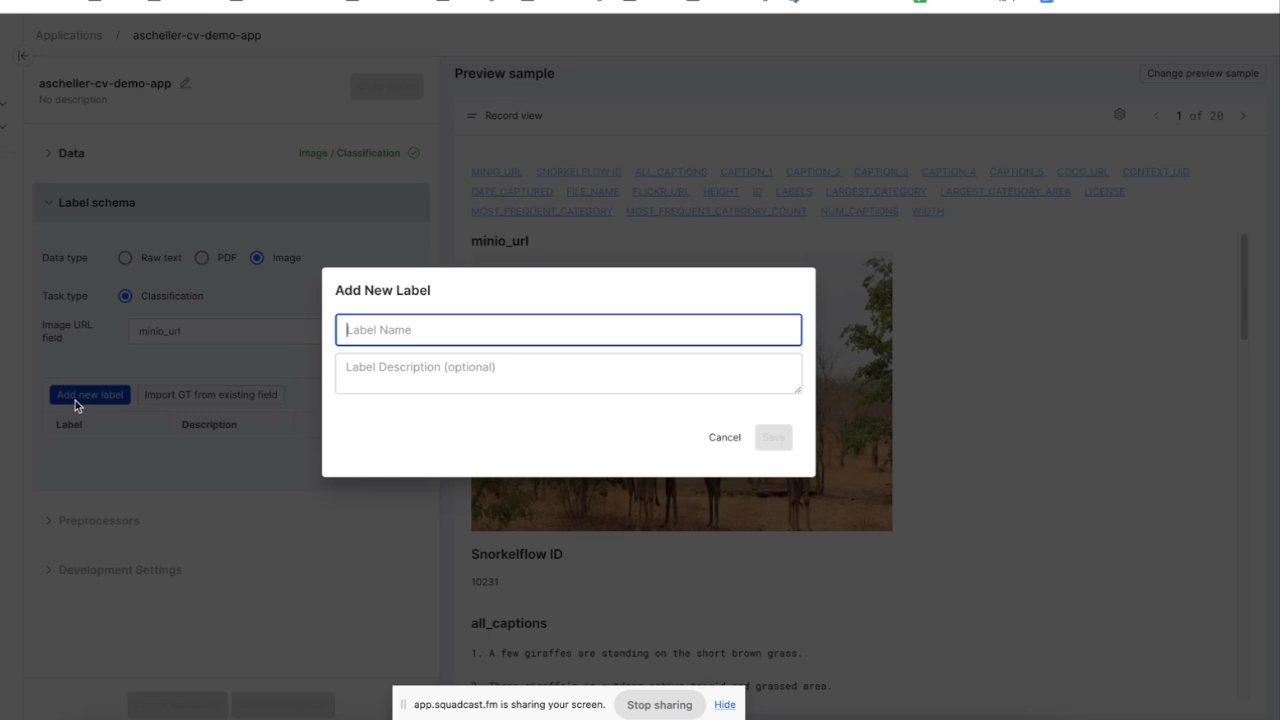 Applications / ascheller-cv-demo-app
ascheller-cv-demo-app
No description
Data
Image / Classification
Label schema
Data type
Raw text
PDF
Image
Task type
Classification
Image URL
field
minio_url
Add new label
Import GT from existing field
Label
Description
Preprocessors
Development Settings
Preview sample
Change preview sample
Record view
1 of 20
MINIO_URL SNORKELFLOW ID ALL_CAPTIONS CAPTION_1 CAPTION_2 CAPTION_3 CAPTION_4 CAPTION_5 COCO_URL CONTEXT_UID
DATE_CAPTURED FILE_NAME FLICKR_URL HEIGHT ID LABELS LARGEST_CATEGORY LARGEST_CATEGORY_AREA LICENSE
MOST_FREQUENT_CATEGORY MOST_FREQUENT_CATEGORY_COUNT NUM_CAPTIONS WIDTH
minio_url
Add New Label
Label Name
Label Description (optional)
Cancel
Save
Snorkelflow ID
10231
all_captions
1. A few giraffes are standing on the short brown grass.
and grassed area.
app.squadcast.fm is sharing your screen.
Stop sharing
Hide